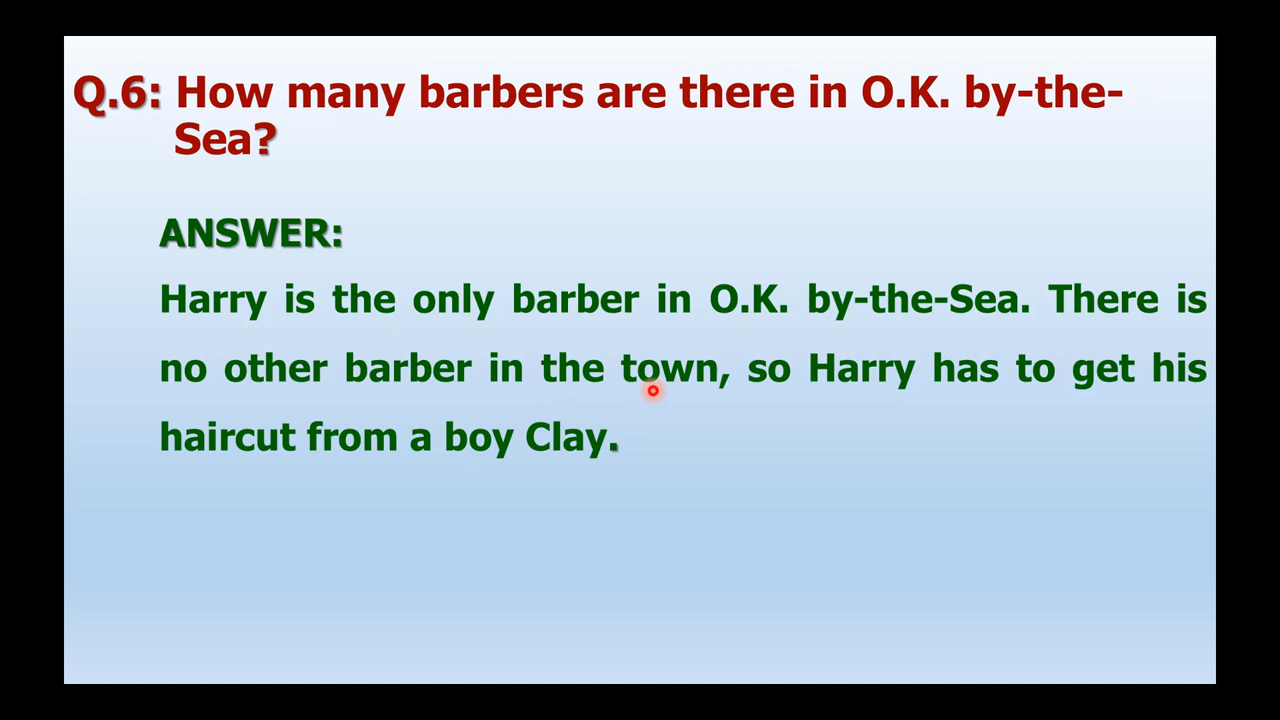 Q.6: How many barbers are there in O.K. by-the-
Sea?
ANSWER:
Harry is the only barber in O.K. by-the-Sea. There is
no other barber in the town, so Harry has to get his
haircut from a boy Clay.